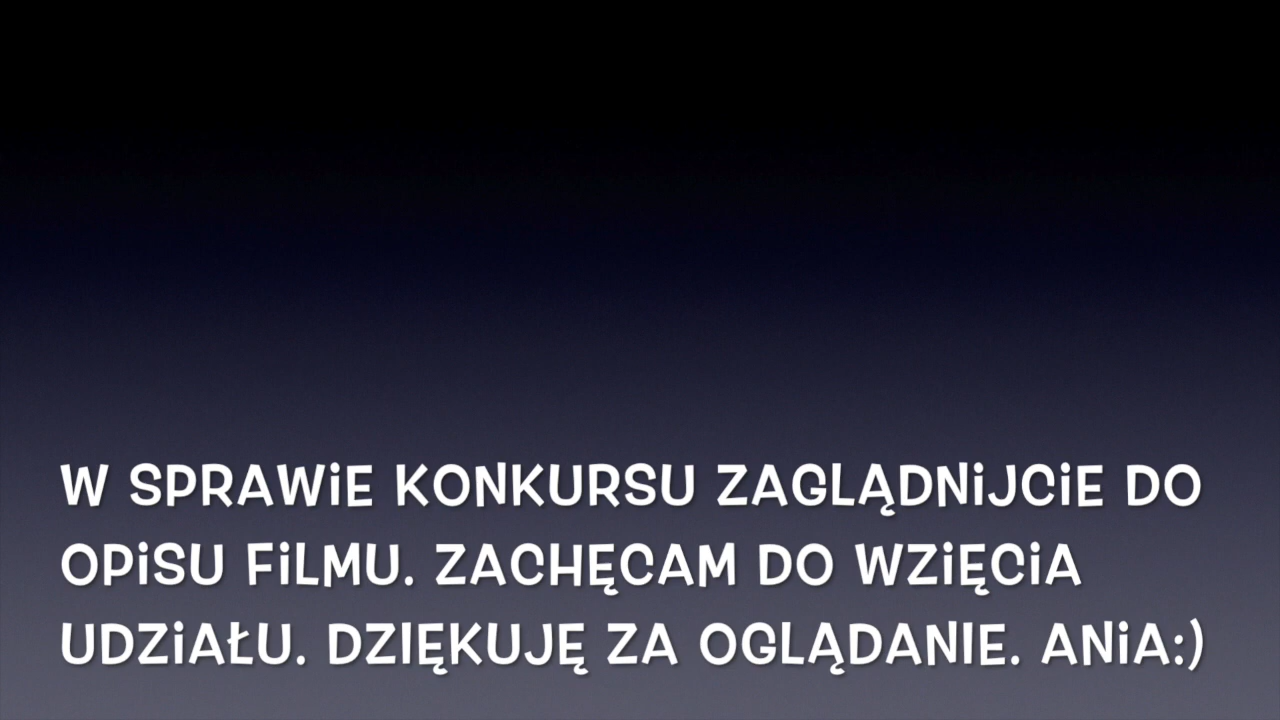 W SPRAWiE KONKURSU ZAGLĄDNiJCiE DO
OPiSU FiLMU. ZACHĘCAM DO WZiĘCiA
UDZiAŁU. DZIĘKUJĘ ZA OGLĄDANIE. ANiA:)